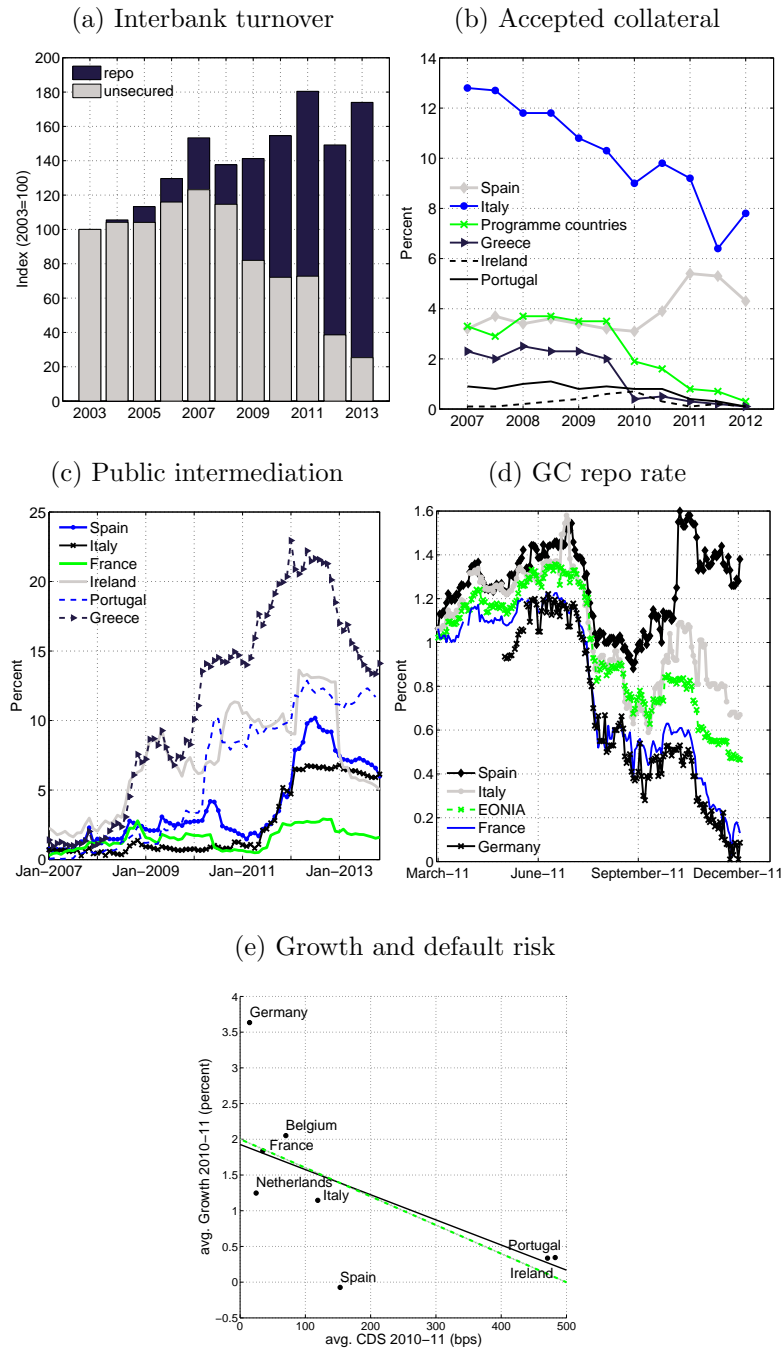 (a) Interbank turnover
200
180
160
140
120
100
80
60
40
20
0
Index (2003=100)
repo
unsecured
2003 2005 2007 2009 2011 2013
(b) Accepted collateral
14
12
10
8
6
4
2
0
Percent
Spain
Italy
Programme countries
Greece
Ireland
Portugal
2007 2008 2009 2010 2011 2012
(c) Public intermediation
25
20
15
10
5
0
Percent
Spain
Italy
France
Ireland
Portugal
Greece
Jan−2007 Jan−2009 Jan−2011 Jan−2013
(d) GC repo rate
1.6
1.4
1.2
1
0.8
0.6
0.4
0.2
0
Percent
Spain
Italy
EONIA
France
Germany
March−11 June−11 September−11 December−11
(e) Growth and default risk
4
3.5
3
2.5
2
1.5
1
0.5
0
−0.5
avg. Growth 2010−11 (percent)
Germany
Belgium
France
Netherlands
Italy
Portugal
Ireland
Spain
0 100 200 300 400 500
avg. CDS 2010−11 (bps)